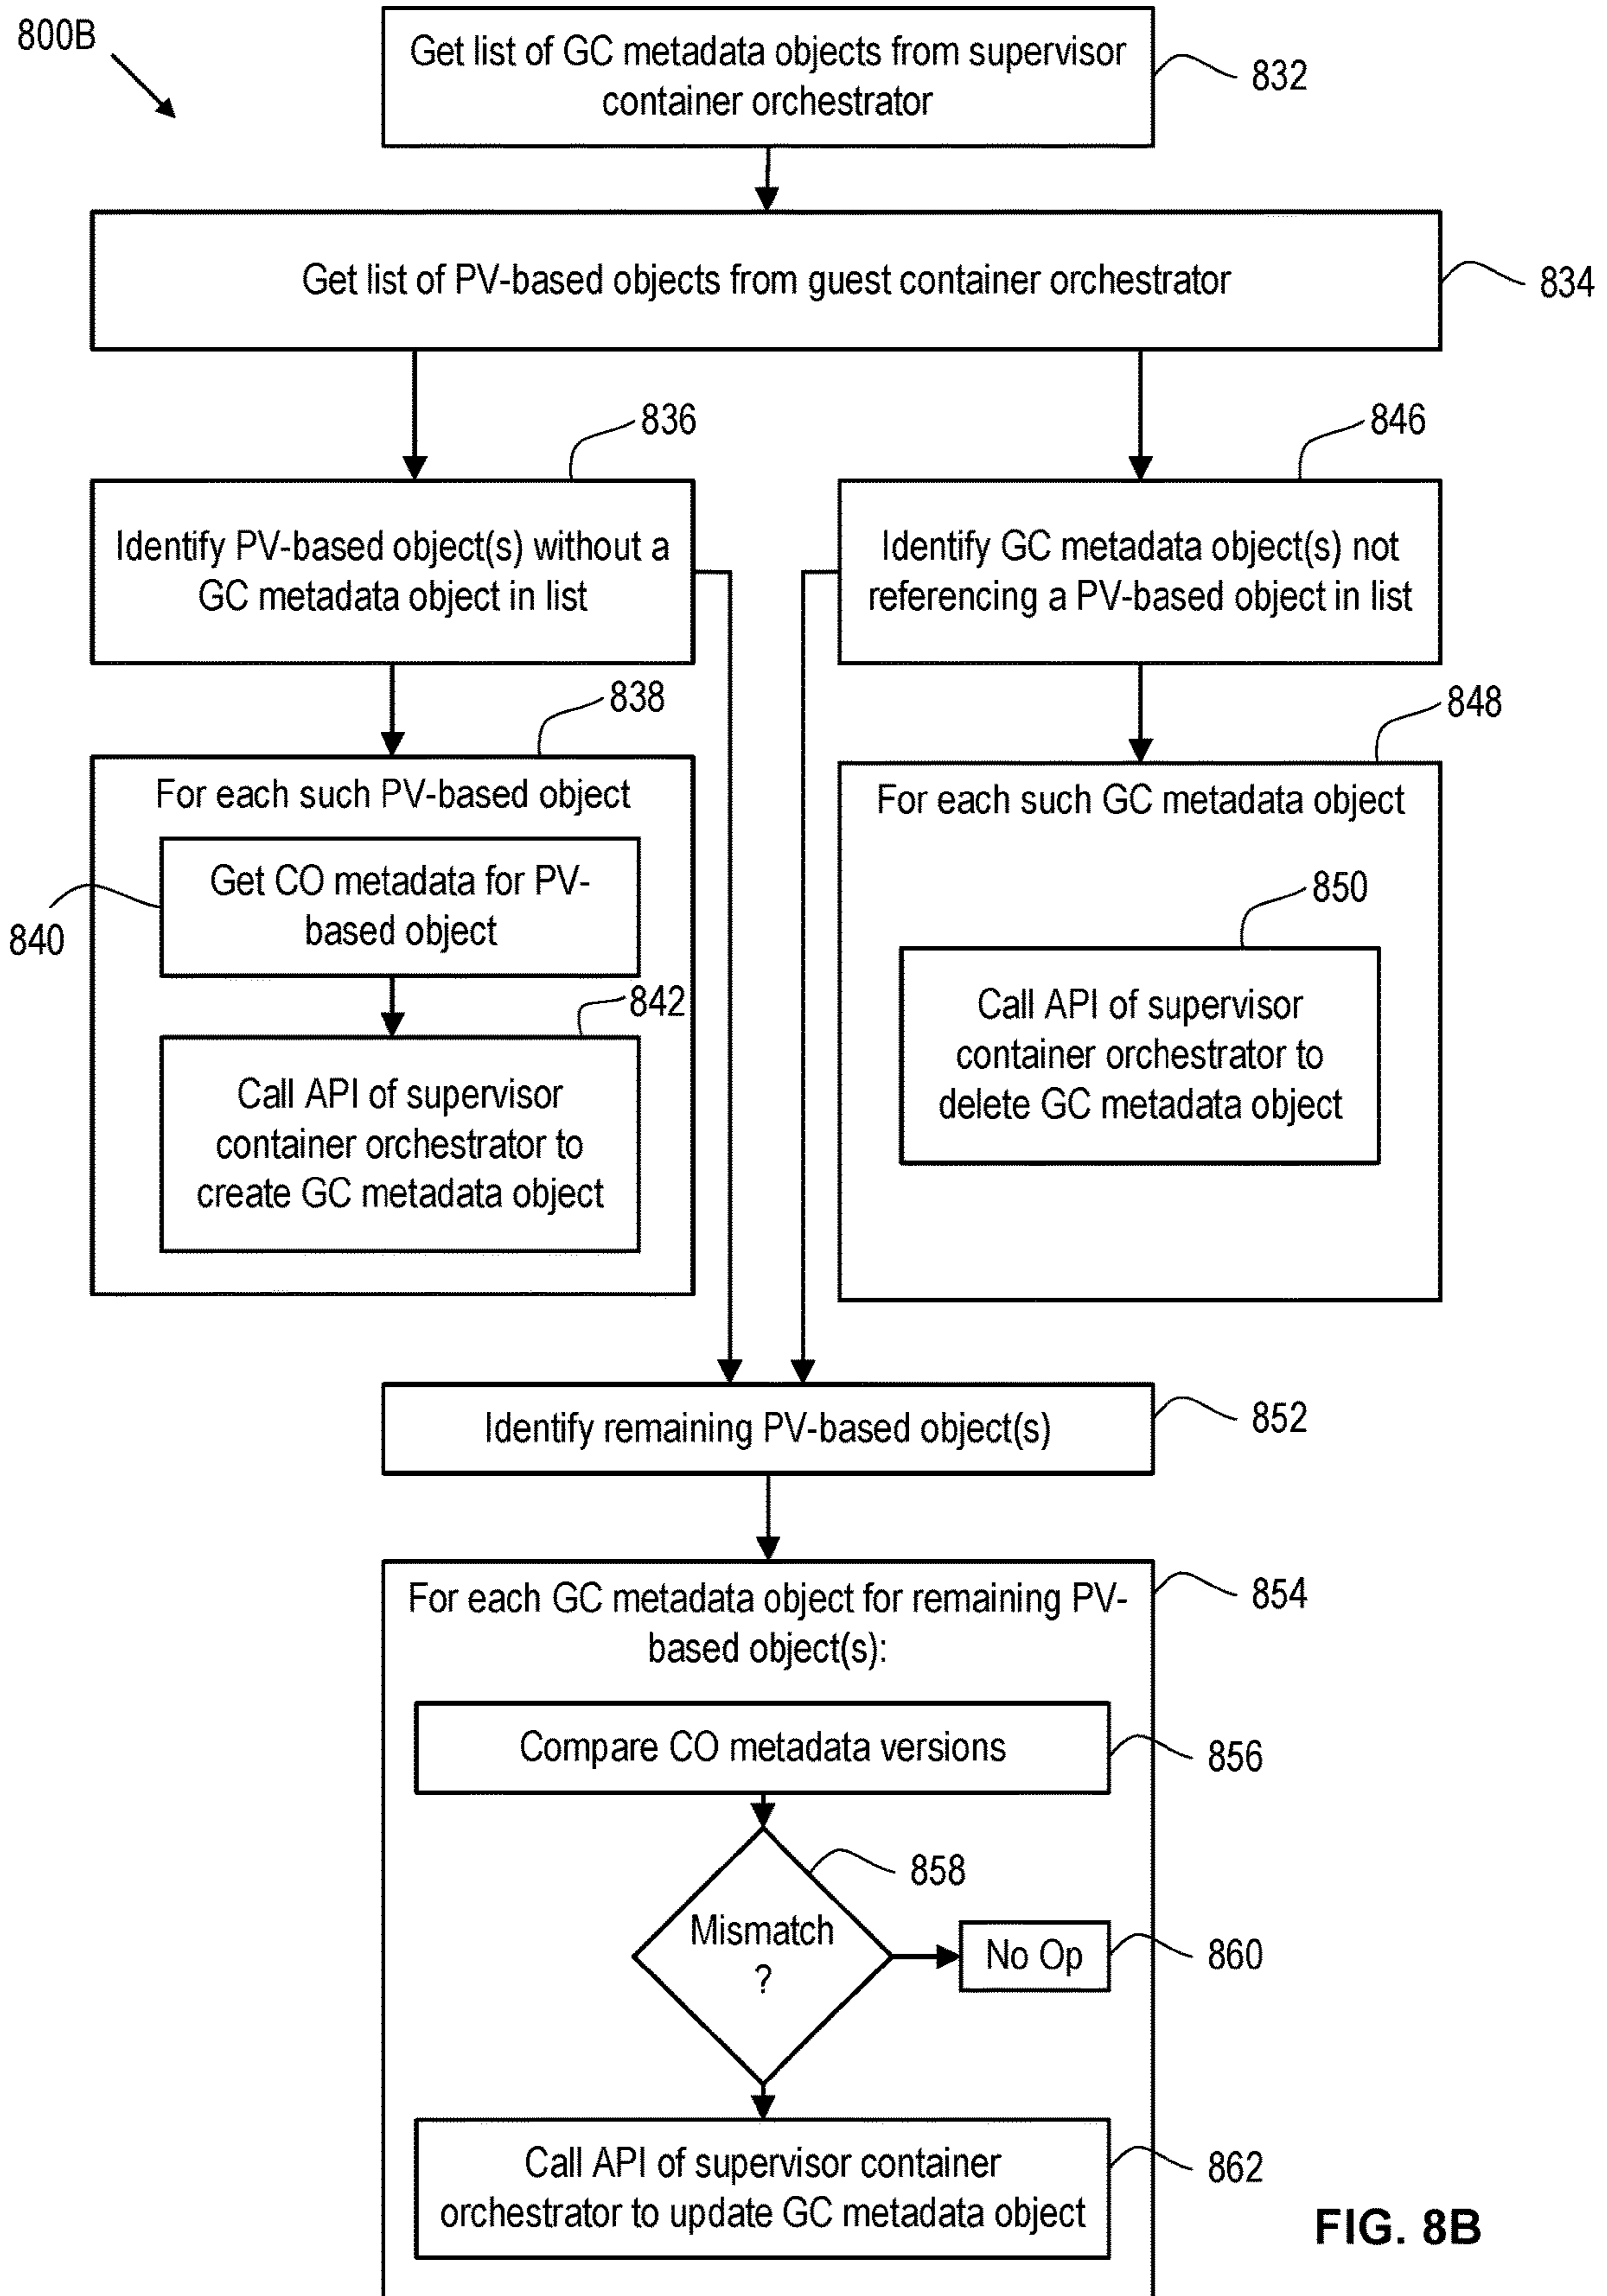 800B
Get list of GC metadata objects from supervisor
container orchestrator
832
Get list of PV-based objects from guest container orchestrator
834
836
846
Identify PV-based object(s) without a
GC metadata object in list
Identify GC metadata object(s) not
referencing a PV-based object in list
838
848
For each such PV-based object
For each such GC metadata object
Get CO metadata for PV-
based object
840
850
842
Call API of supervisor
container orchestrator to
create GC metadata object
Call API of supervisor
container orchestrator to
delete GC metadata object
Identify remaining PV-based object(s)
852
For each GC metadata object for remaining PV-
based object(s):
854
Compare CO metadata versions
856
858
Mismatch
?
No Op
860
Call API of supervisor container
orchestrator to update GC metadata object
862
FIG. 8B